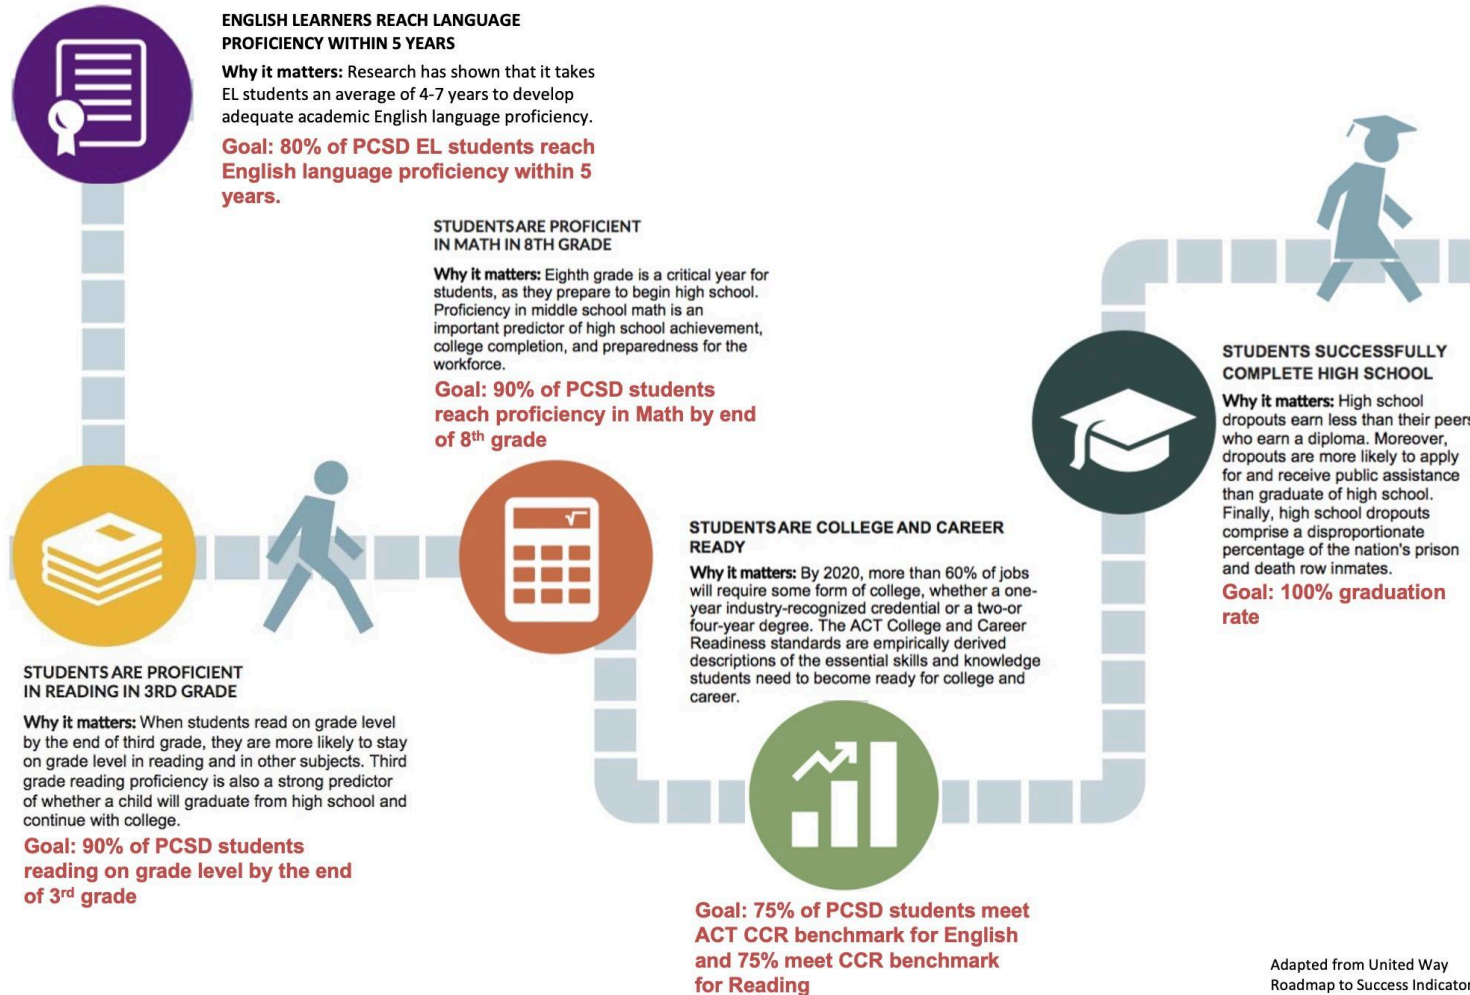 ENGLISH LEARNERS REACH LANGUAGE
PROFICIENCY WITHIN 5 YEARS
Why it matters: Research has shown that it takes
EL students an average of 4-7 years to develop
adequate academic English language proficiency.
Goal: 80% of PCSD EL students reach
English language proficiency within 5
years.
STUDENTS ARE PROFICIENT
IN MATH IN 8TH GRADE
Why it matters: Eighth grade is a critical year for
students, as they prepare to begin high school.
Proficiency in middle school math is an
important predictor of high school achievement,
college completion, and preparedness for the
workforce.
Goal: 90% of PCSD students
reach proficiency in Math by end
of 8th grade
STUDENTS SUCCESSFULLY
COMPLETE HIGH SCHOOL
Why it matters: High school
dropouts earn less than their peers
who earn a diploma. Moreover,
dropouts are more likely to apply
for and receive public assistance
than graduate of high school.
Finally, high school dropouts
comprise a disproportionate
percentage of the nation's prison
and death row inmates.
Goal: 100% graduation
rate
STUDENTS ARE COLLEGE AND CAREER
READY
Why it matters: By 2020, more than 60% of jobs
will require some form of college, whether a one-
year industry-recognized credential or a two-or
four-year degree. The ACT College and Career
Readiness standards are empirically derived
descriptions of the essential skills and knowledge
students need to become ready for college and
career.
STUDENTS ARE PROFICIENT
IN READING IN 3RD GRADE
Why it matters: When students read on grade level
by the end of third grade, they are more likely to stay
on grade level in reading and in other subjects. Third
grade reading proficiency is also a strong predictor
of whether a child will graduate from high school and
continue with college.
Goal: 90% of PCSD students
reading on grade level by the end
of 3rd grade
Goal: 75% of PCSD students meet
ACT CCR benchmark for English
and 75% meet CCR benchmark
for Reading
Adapted from United Way
Roadmap to Success Indicator